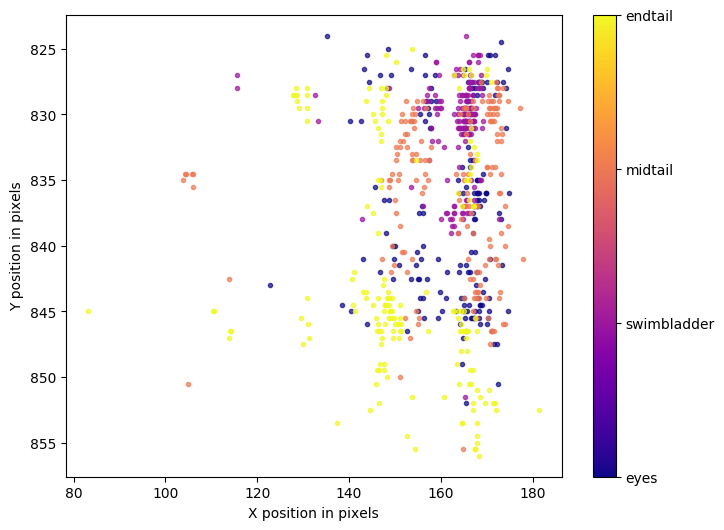 825
830
835
840
845
850
855
80
100
120
140
160
180
X position in pixels
Y position in pixels
endtail
midtail
swimbladder
eyes